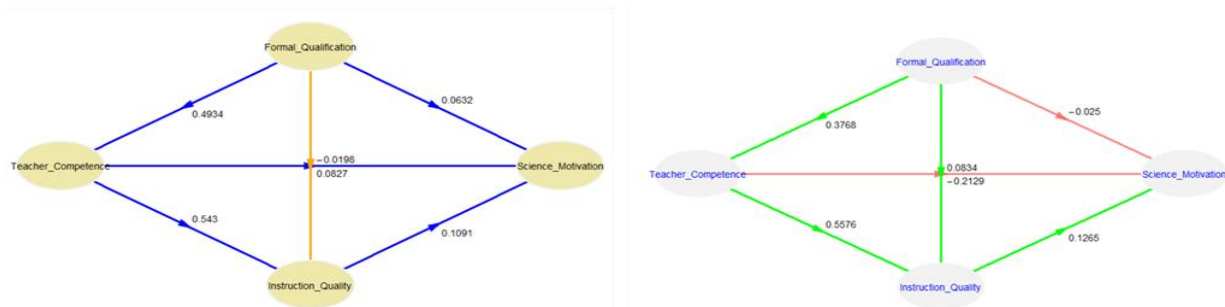 Formal_Qualification
0.4934
0.0632
Teacher_Competence
−0.0198
0.0827
Science_Motivation
0.543
0.1091
Instruction_Quality
Formal_Qualification
0.3768
−0.025
Teacher_Competence
0.0834
−0.2129
Science_Motivation
0.5576
0.1265
Instruction_Quality